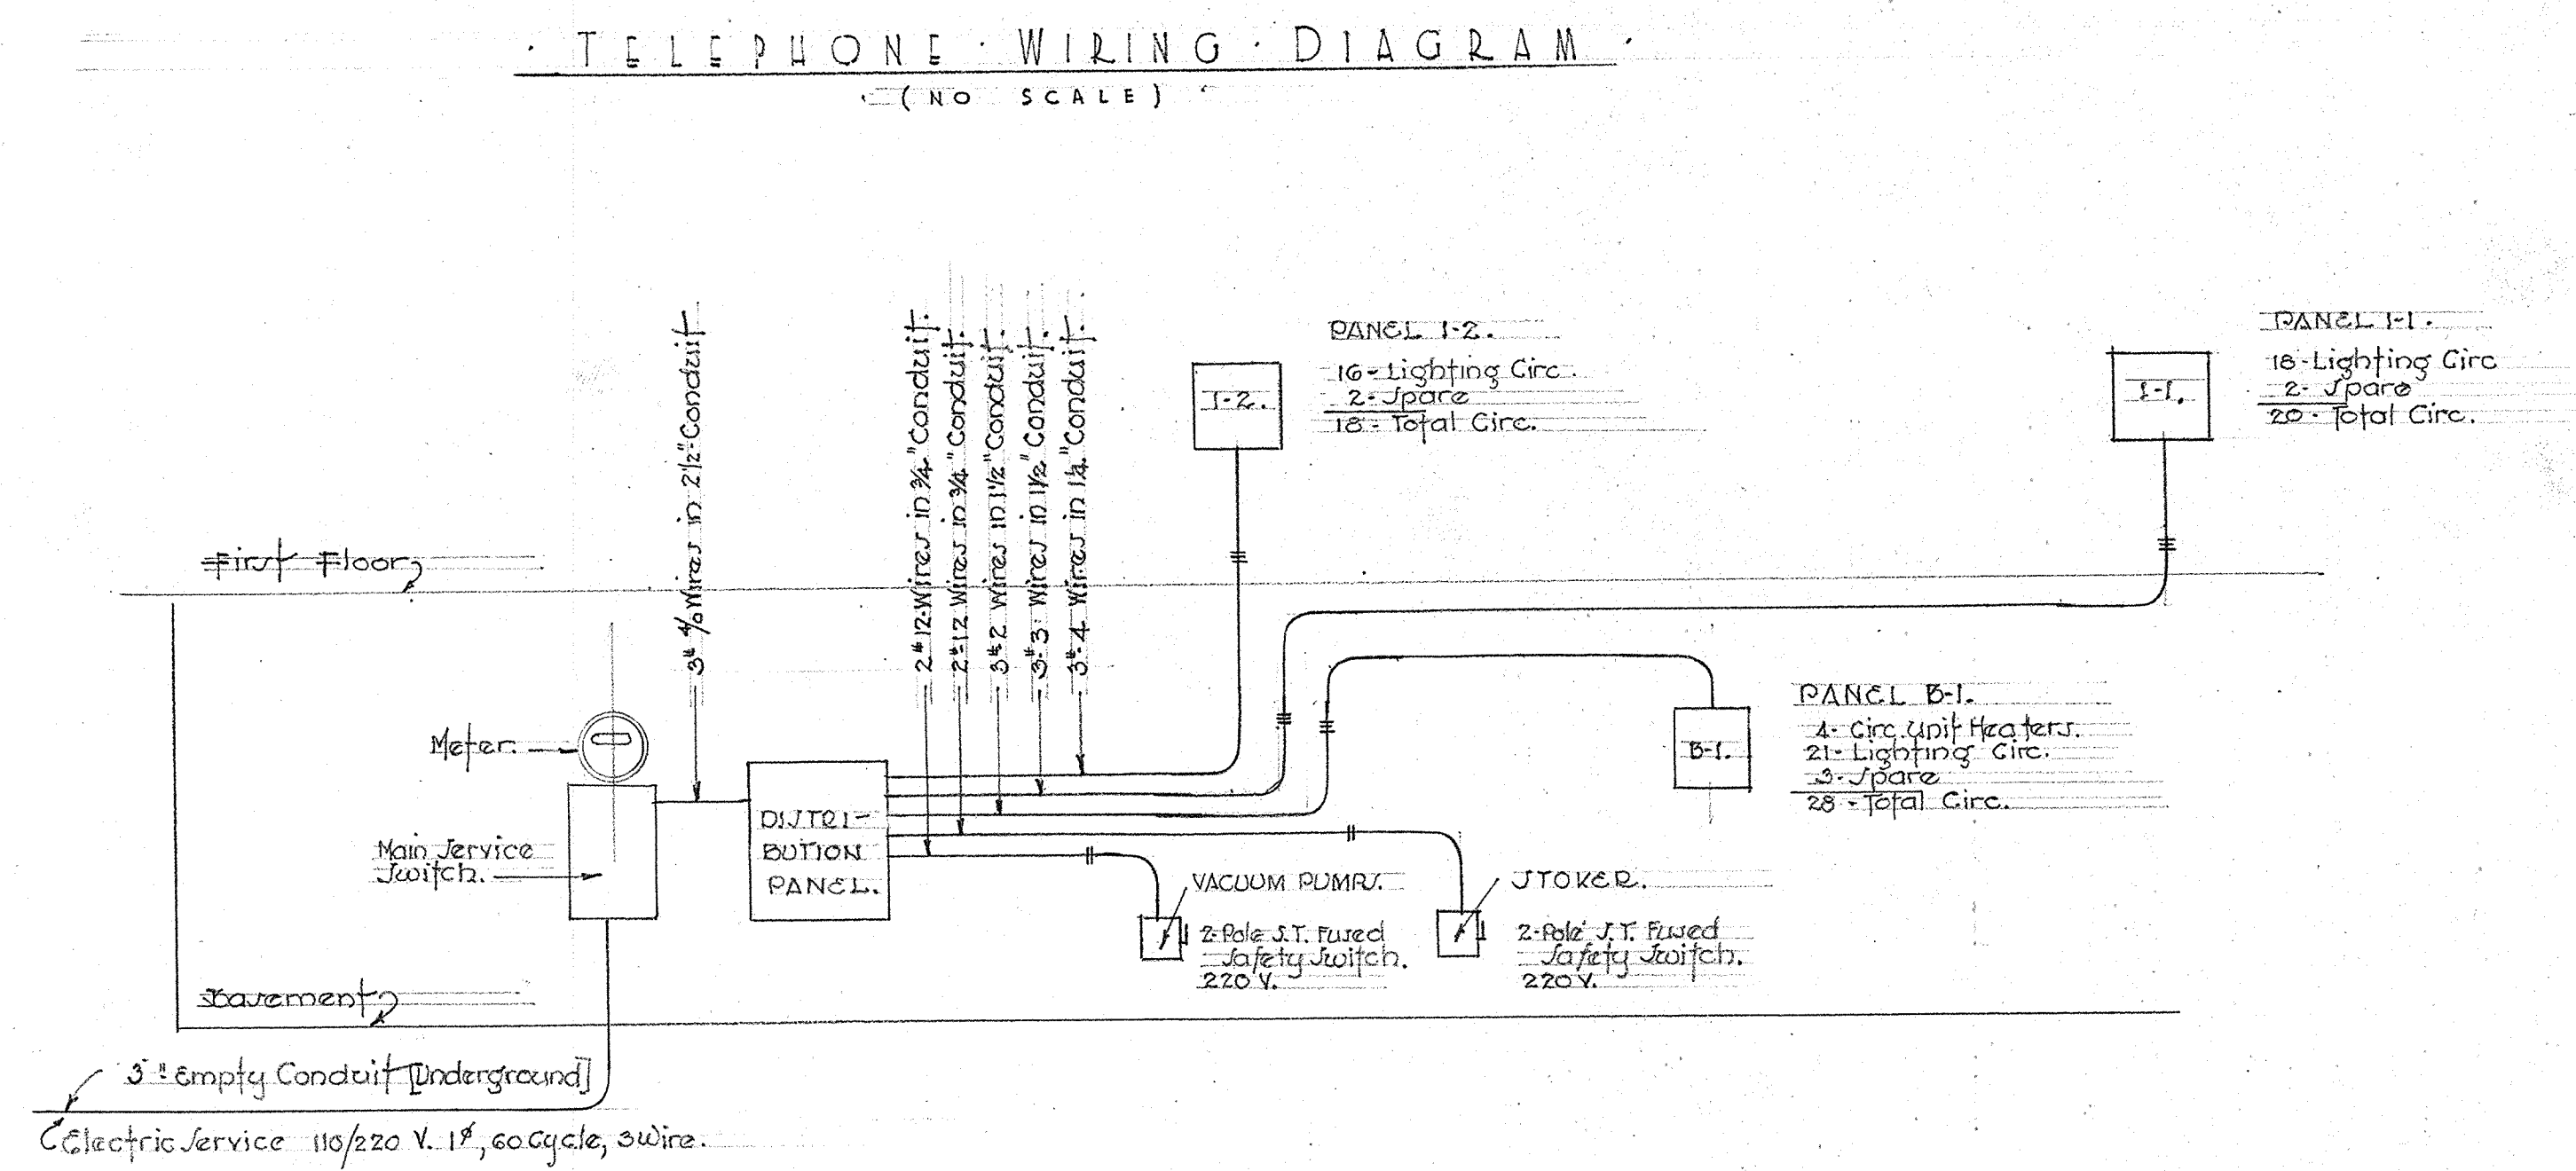 · TELEPHONE · WIRING · DIAGRAM ·
(NO SCALE)
3-#4/0 Wires in 2½" Conduit
2-#12 Wires in ¾" Conduit.
2-#12 Wires in ¾" Conduit.
3-#2 Wires in 1½" Conduit.
3-#3 Wires in 1½" Conduit.
3-#4 Wires in 1¼" Conduit.
1-2.
PANEL 1-2.
16-Lighting Circ.
2-Spare
18-Total Circ.
1-1.
PANEL 1-1.
18-Lighting Circ
2-Spare
20-Total Circ.
First Floor
Meter.
Main Service
Switch.
DISTRI-
BUTION
PANEL.
B-1.
PANEL B-1.
4-Circ. Unit Heaters.
21-Lighting Circ.
3-Spare
28-Total Circ.
VACUUM PUMPS.
2-Pole S.T. Fused
Safety Switch.
220 V.
STOKER.
2-Pole S.T. Fused
Safety Switch.
220 V.
Basement
3" Empty Conduit [Underground]
Electric Service 110/220 V. 1ø, 60 Cycle, 3 Wire.